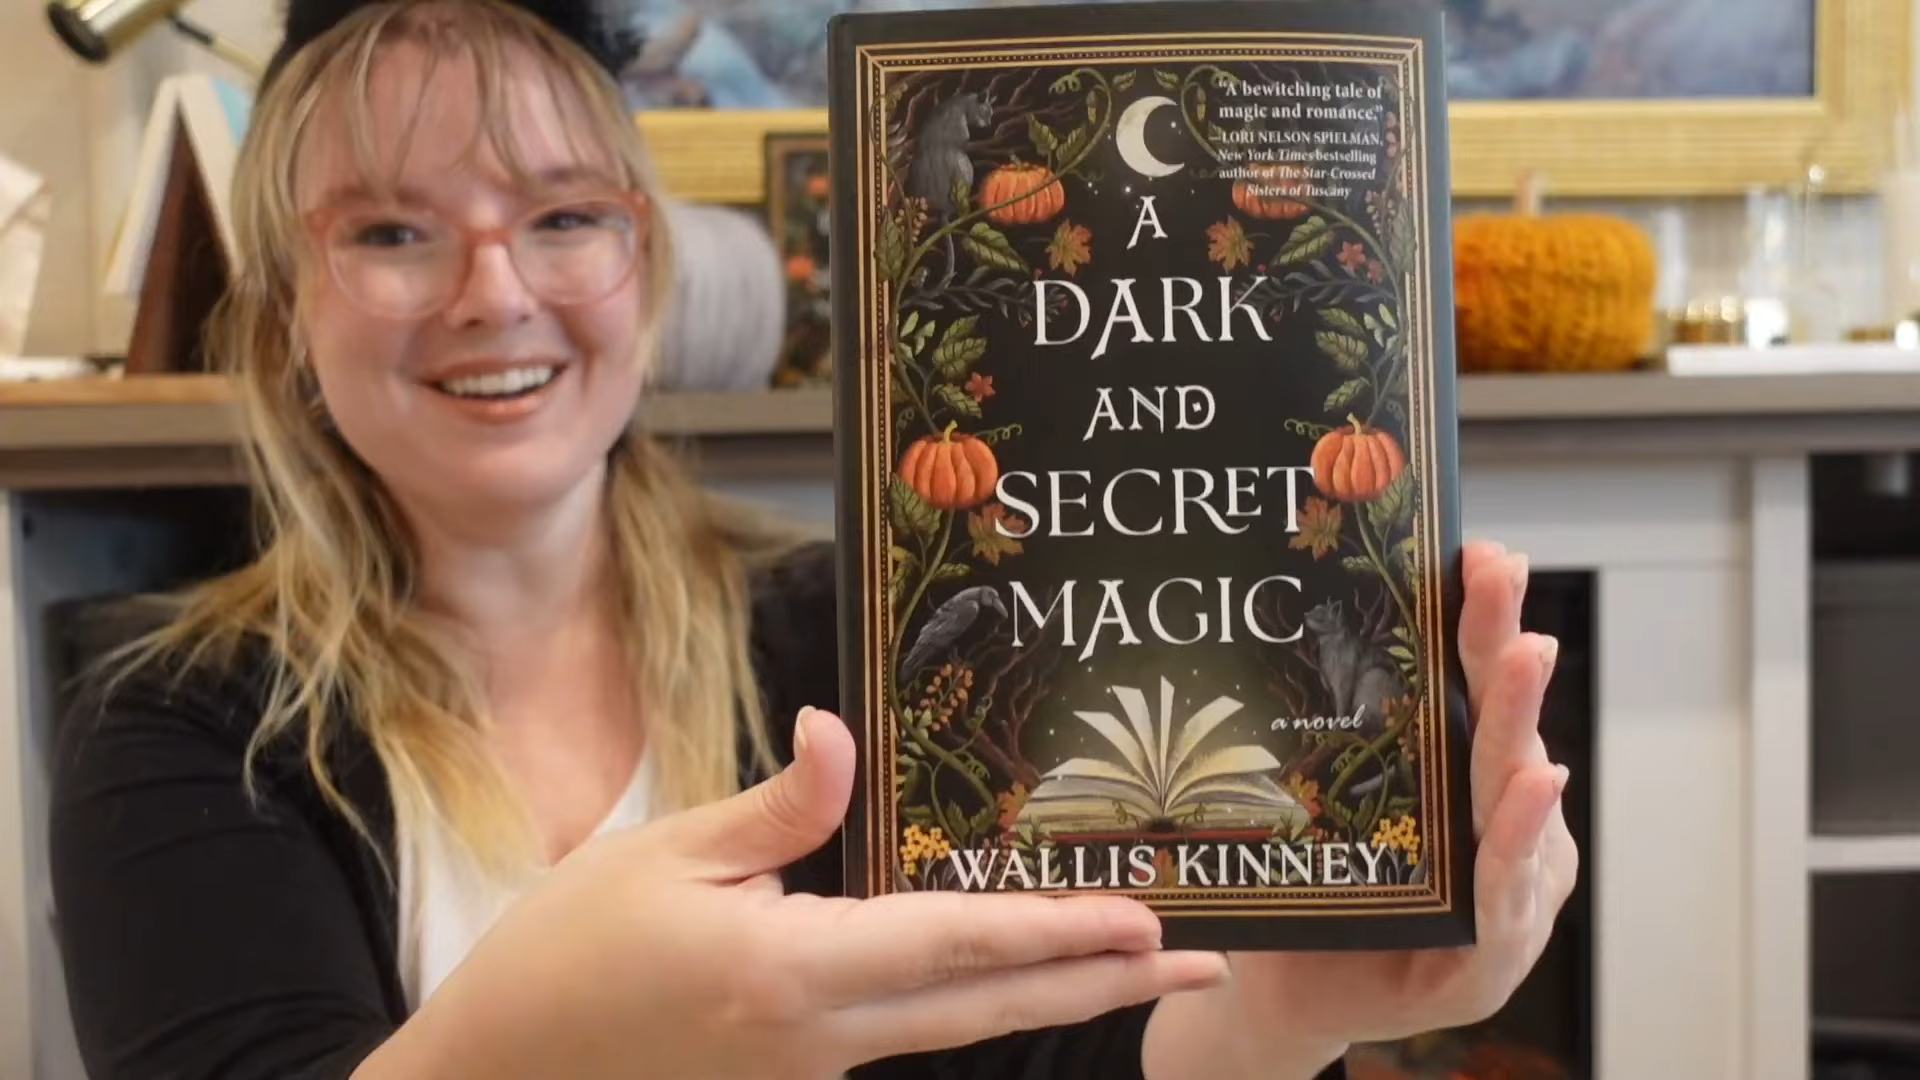 “A bewitching tale of
magic and romance.”
—LORI NELSON SPIELMAN,
New York Times bestselling
author of The Star-Crossed
Sisters of Tuscany
A
DARK
AND
SECRET
MAGIC
a novel
WALLIS KINNEY